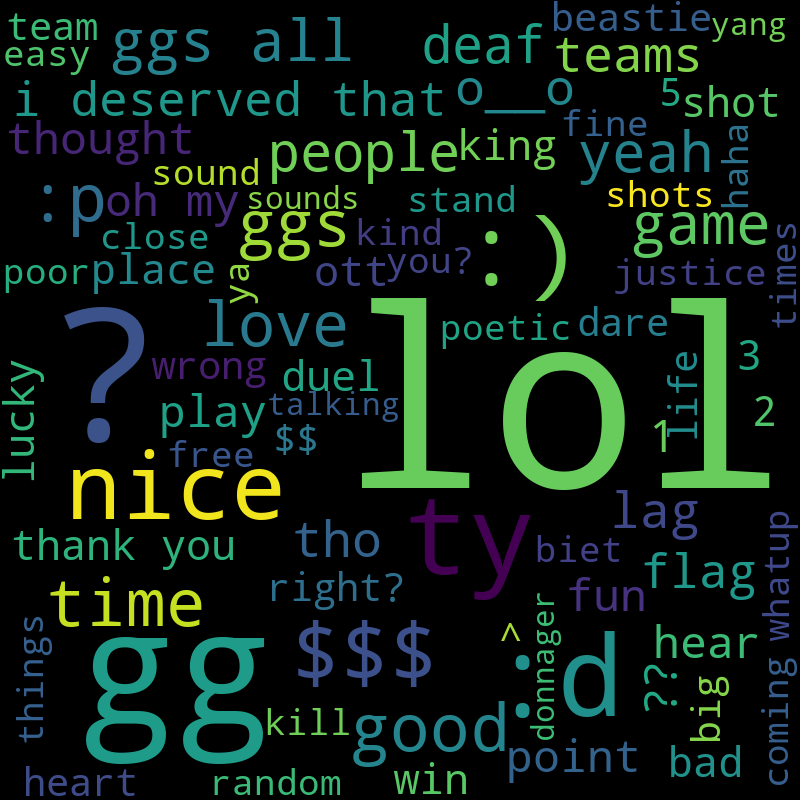 team
ggs all
deaf
beastie
yang
easy
teams
i deserved that
o__o
5
shot
thought
people
king
fine
yeah
haha
sound
:p
oh my
sounds
stand
shots
ggs
close
kind
you?
:)
game
poor
place
ya
ott
justice
times
?
love
lol
poetic
dare
wrong
duel
life
3
lucky
play
talking
1
2
free
$$
nice
ty
lag
thank you
tho
biet
flag
whatup
right?
fun
time
things
gg
$$$
^
:d
donnager
hear
??
big
coming
kill
good
point
bad
heart
random
win